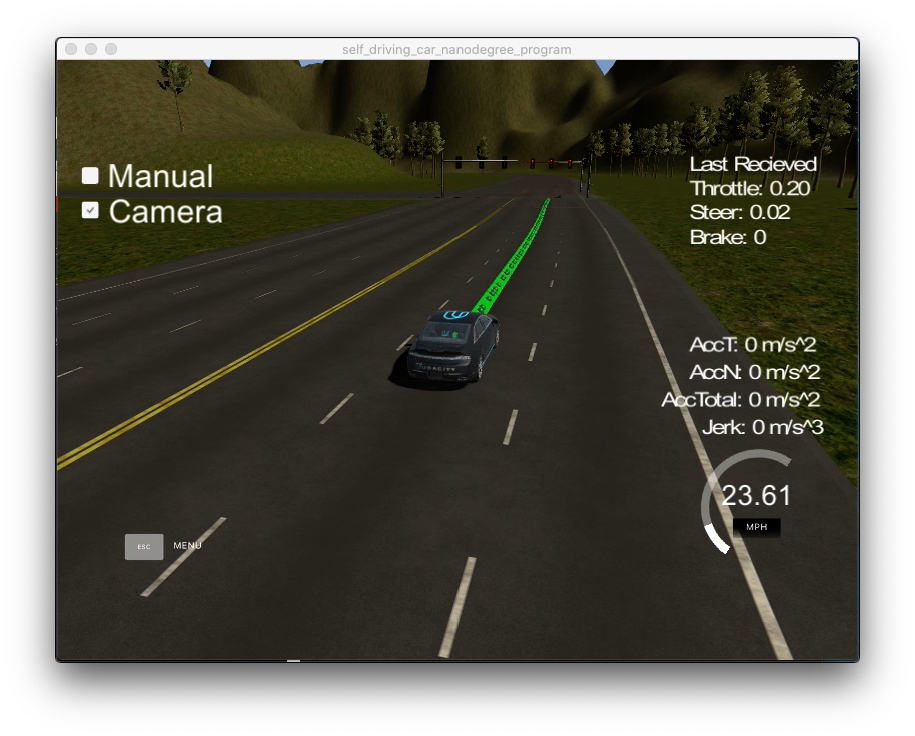 self_driving_car_nanodegree_program
Manual
Camera
Last Recieved
Throttle: 0.20
Steer: 0.02
Brake: 0
UDACITY
AccT: 0 m/s^2
AccN: 0 m/s^2
AccTotal: 0 m/s^2
Jerk: 0 m/s^3
23.61
MPH
ESC
MENU